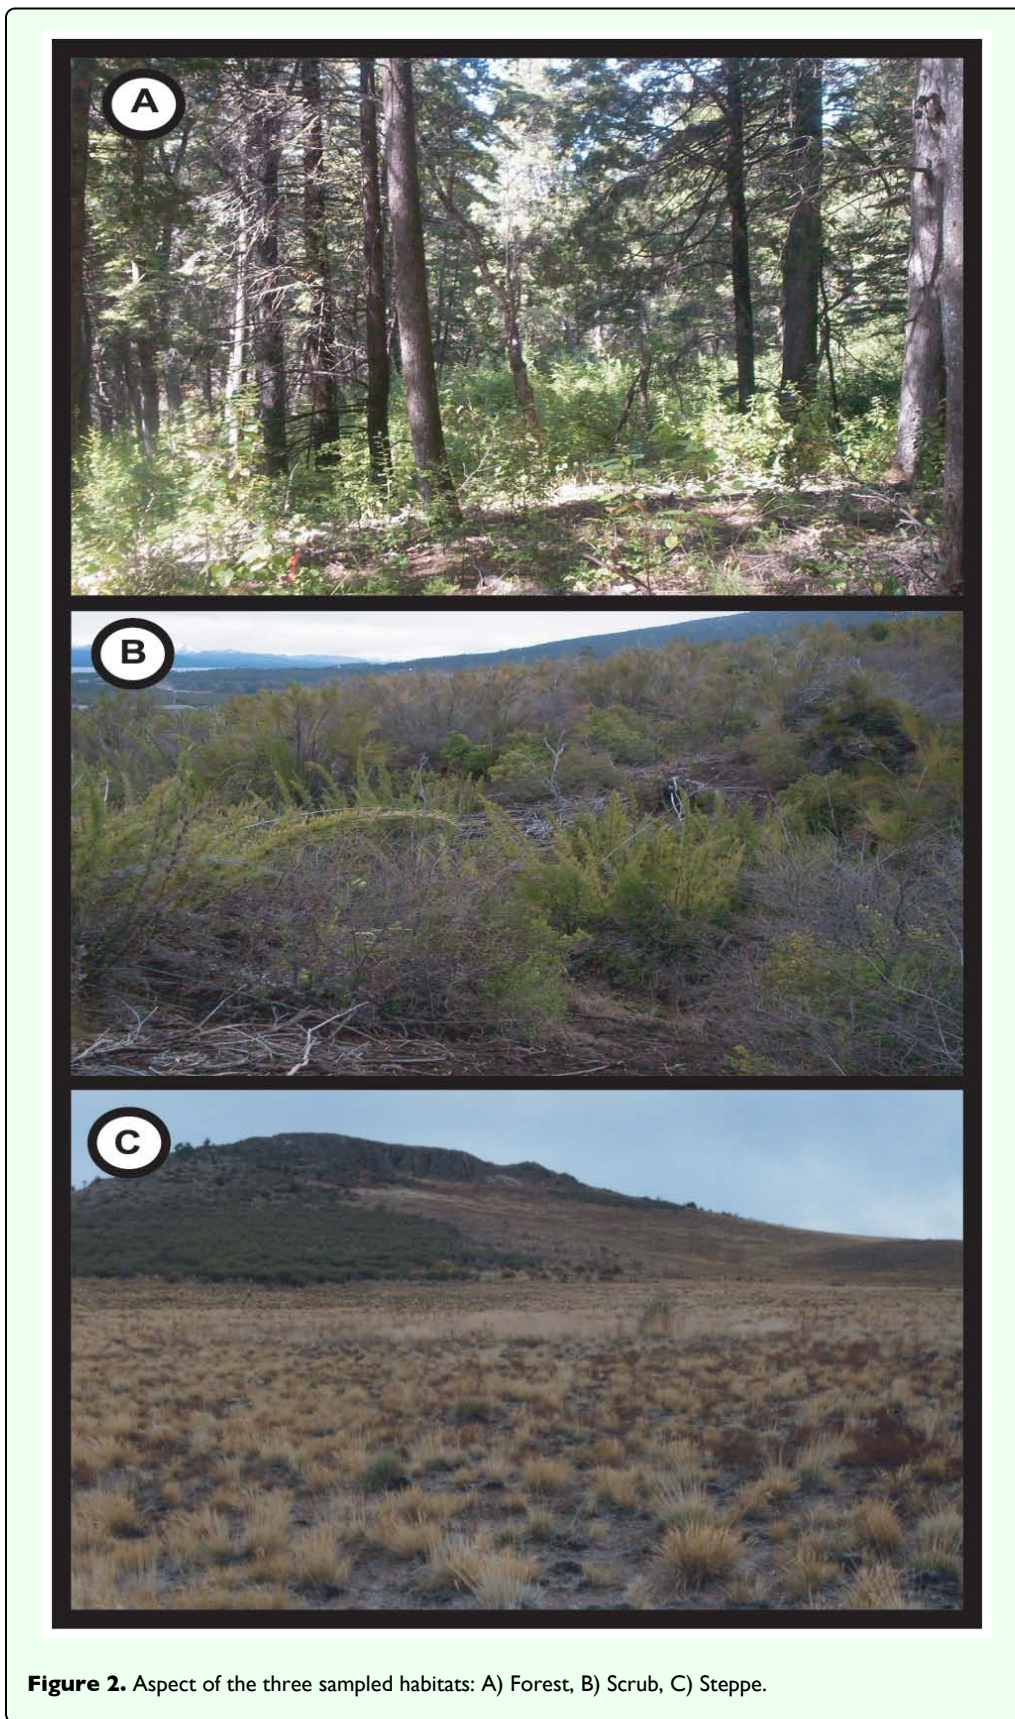 A
B
C
Figure 2. Aspect of the three sampled habitats: A) Forest, B) Scrub, C) Steppe.